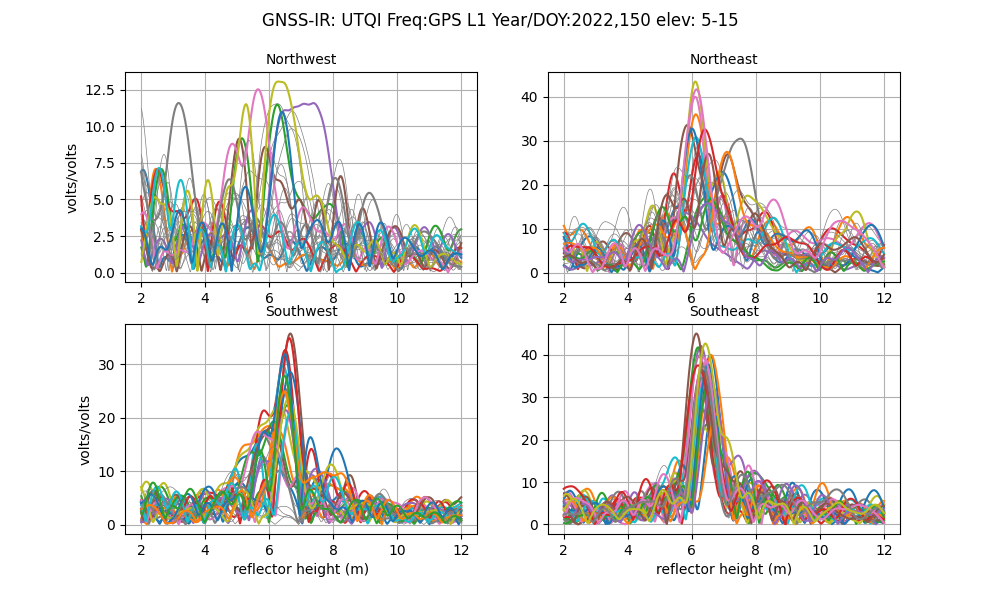 GNSS-IR: UTQI Freq:GPS L1 Year/DOY:2022,150 elev: 5-15
Northwest
Northeast
volts/volts
12.5
10.0
7.5
5.0
2.5
0.0
2 4 6 8 10 12
40
30
20
10
0
2 4 6 8 10 12
Southwest
Southeast
volts/volts
30
20
10
0
2 4 6 8 10 12
reflector height (m)
40
30
20
10
0
2 4 6 8 10 12
reflector height (m)